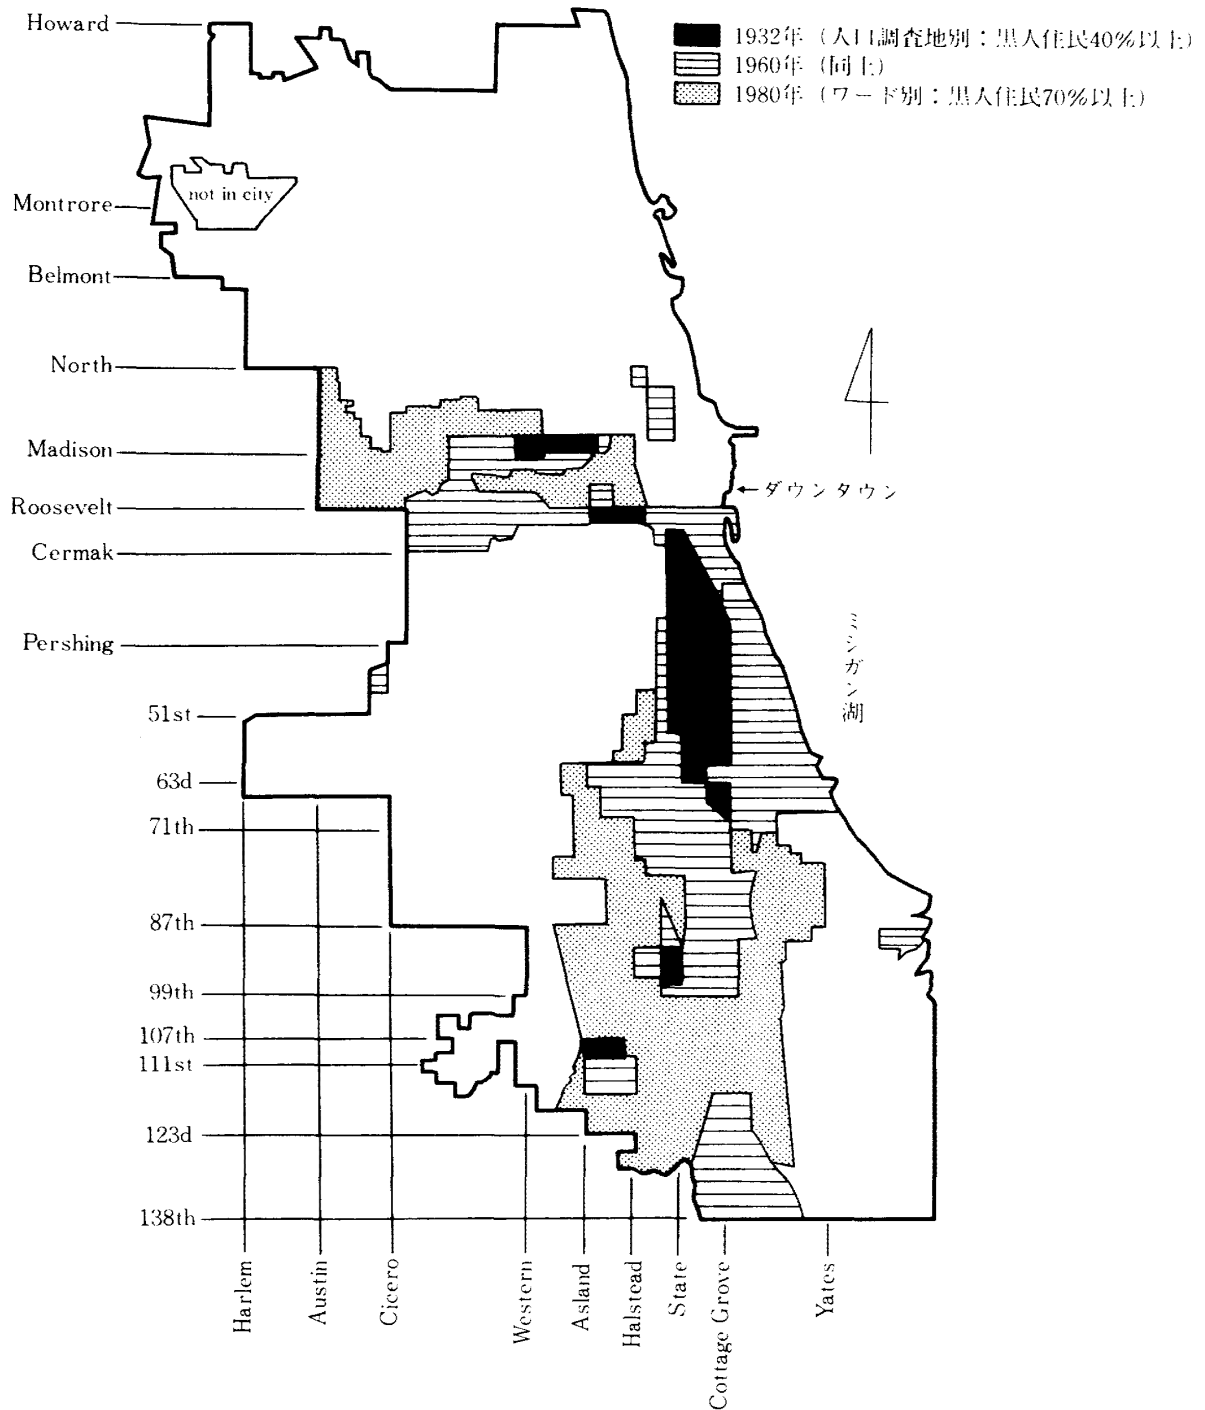 Howard
1932年 (人口調査地別：黒人住民40%以上)
1960年 (同上)
1980年 (ワード別：黒人住民70%以上)
not in city
Montrore
Belmont
North
Madison
←ダウンタウン
Roosevelt
Cermak
Pershing
ミシガン湖
51st
63d
71th
87th
99th
107th
111st
123d
138th
Harlem
Austin
Cicero
Western
Asland
Halstead
State
Cottage Grove
Yates